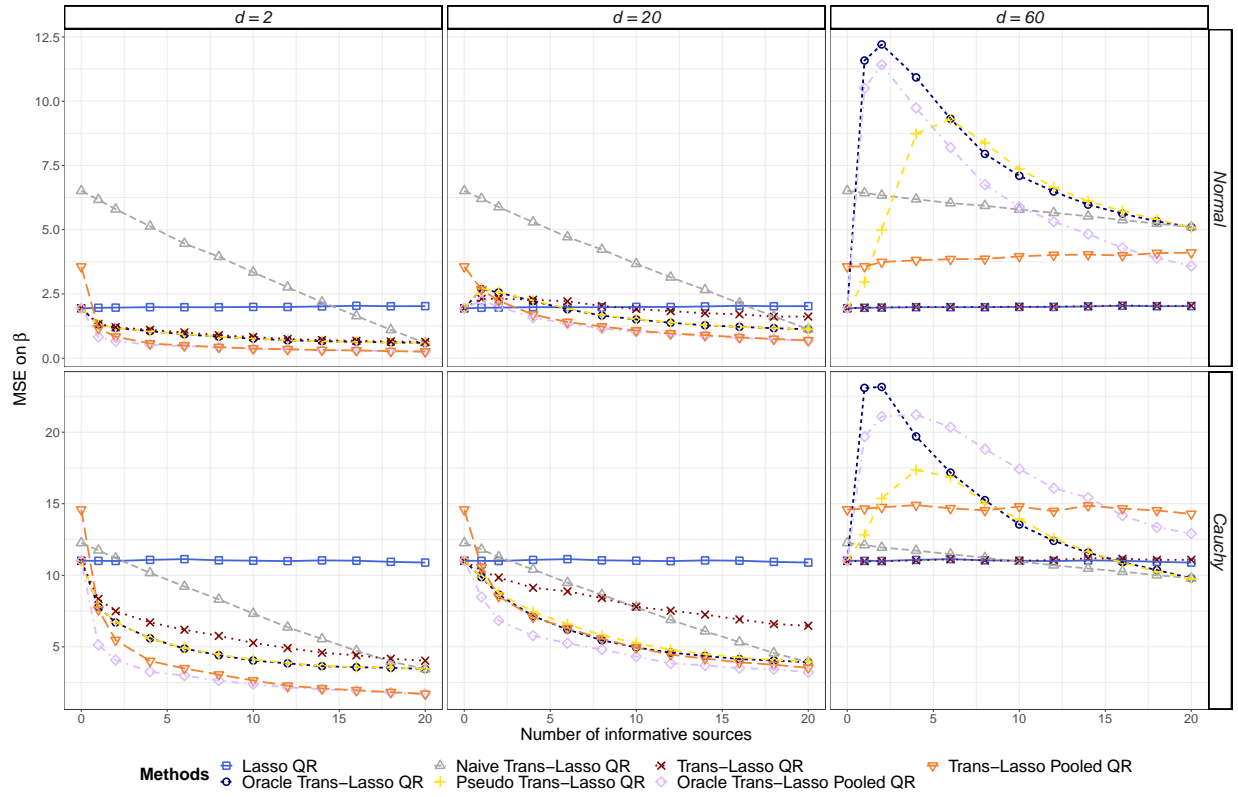 d = 2
d = 20
d = 60
12.5
10.0
7.5
5.0
2.5
0.0
Normal
MSE on β
20
15
10
5
Cauchy
0 5 10 15 20
0 5 10 15 20
0 5 10 15 20
Number of informative sources
Methods
Lasso QR
Naive Trans−Lasso QR
Trans−Lasso QR
Trans−Lasso Pooled QR
Oracle Trans−Lasso QR
Pseudo Trans−Lasso QR
Oracle Trans−Lasso Pooled QR